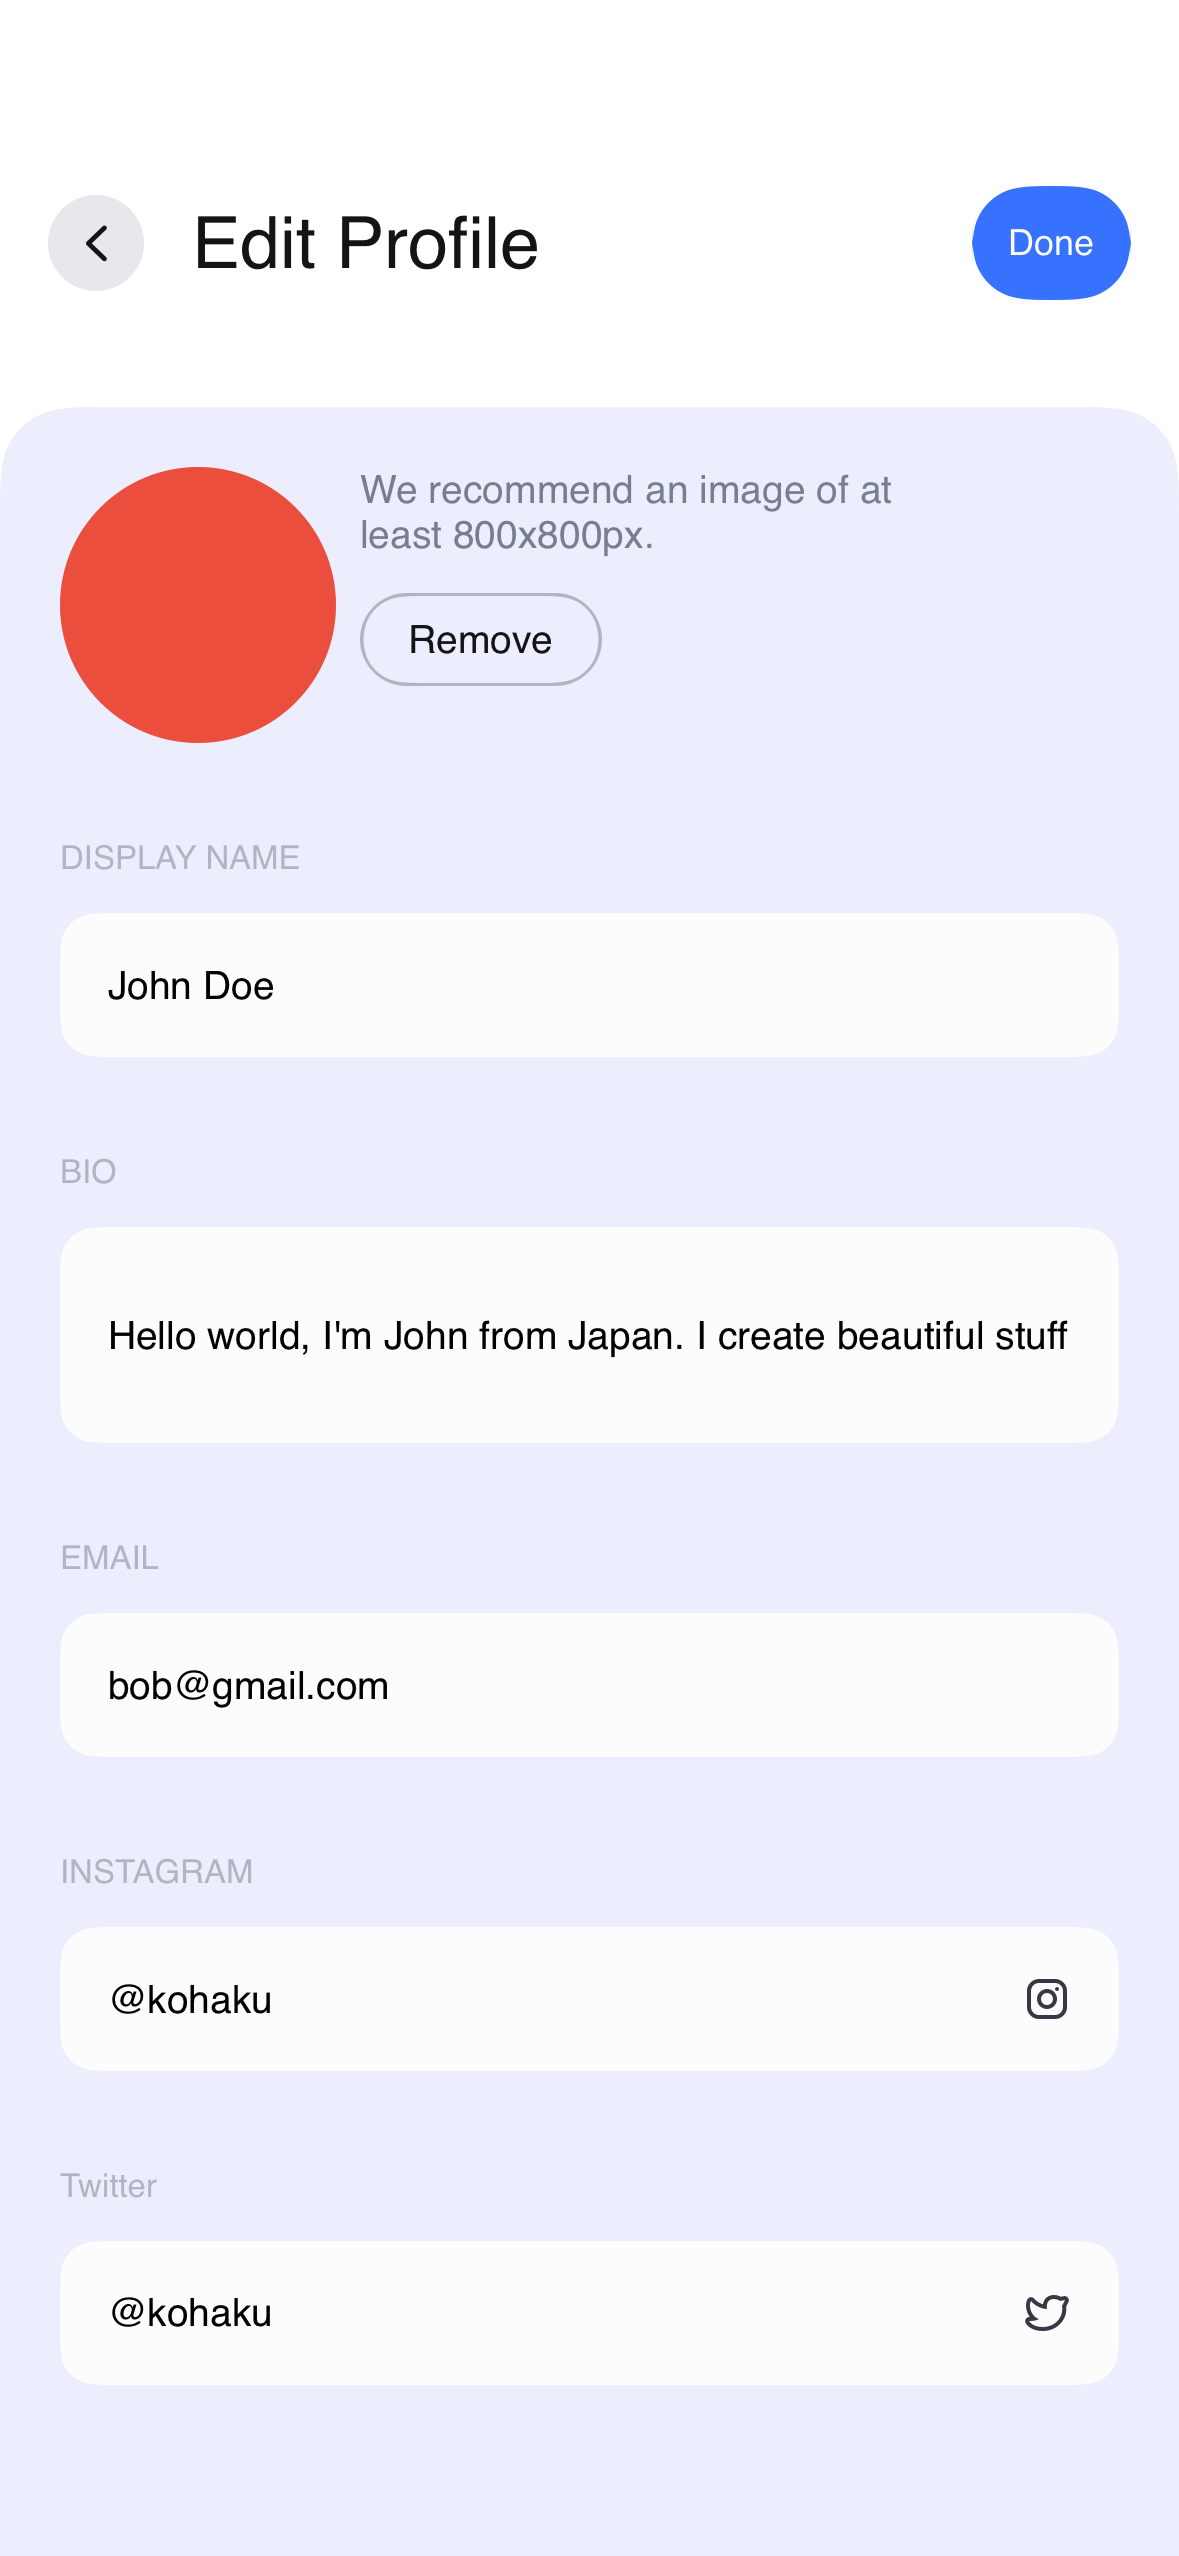 Edit Profile
Done
We recommend an image of at
least 800x800px.
Remove
DISPLAY NAME
John Doe
BIO
Hello world, I'm John from Japan. I create beautiful stuff
EMAIL
bob@gmail.com
INSTAGRAM
@kohaku
Twitter
@kohaku